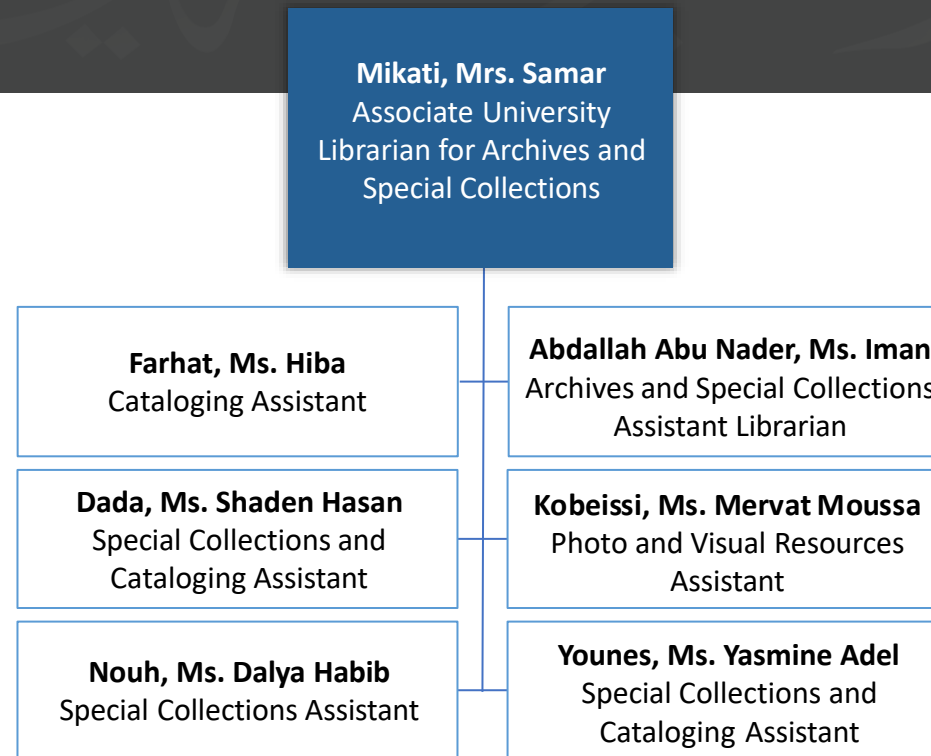 Mikati, Mrs. Samar
Associate University
Librarian for Archives and
Special Collections
Farhat, Ms. Hiba
Cataloging Assistant
Abdallah Abu Nader, Ms. Iman
Archives and Special Collections
Assistant Librarian
Dada, Ms. Shaden Hasan
Special Collections and
Cataloging Assistant
Kobeissi, Ms. Mervat Moussa
Photo and Visual Resources
Assistant
Nouh, Ms. Dalya Habib
Special Collections Assistant
Younes, Ms. Yasmine Adel
Special Collections and
Cataloging Assistant